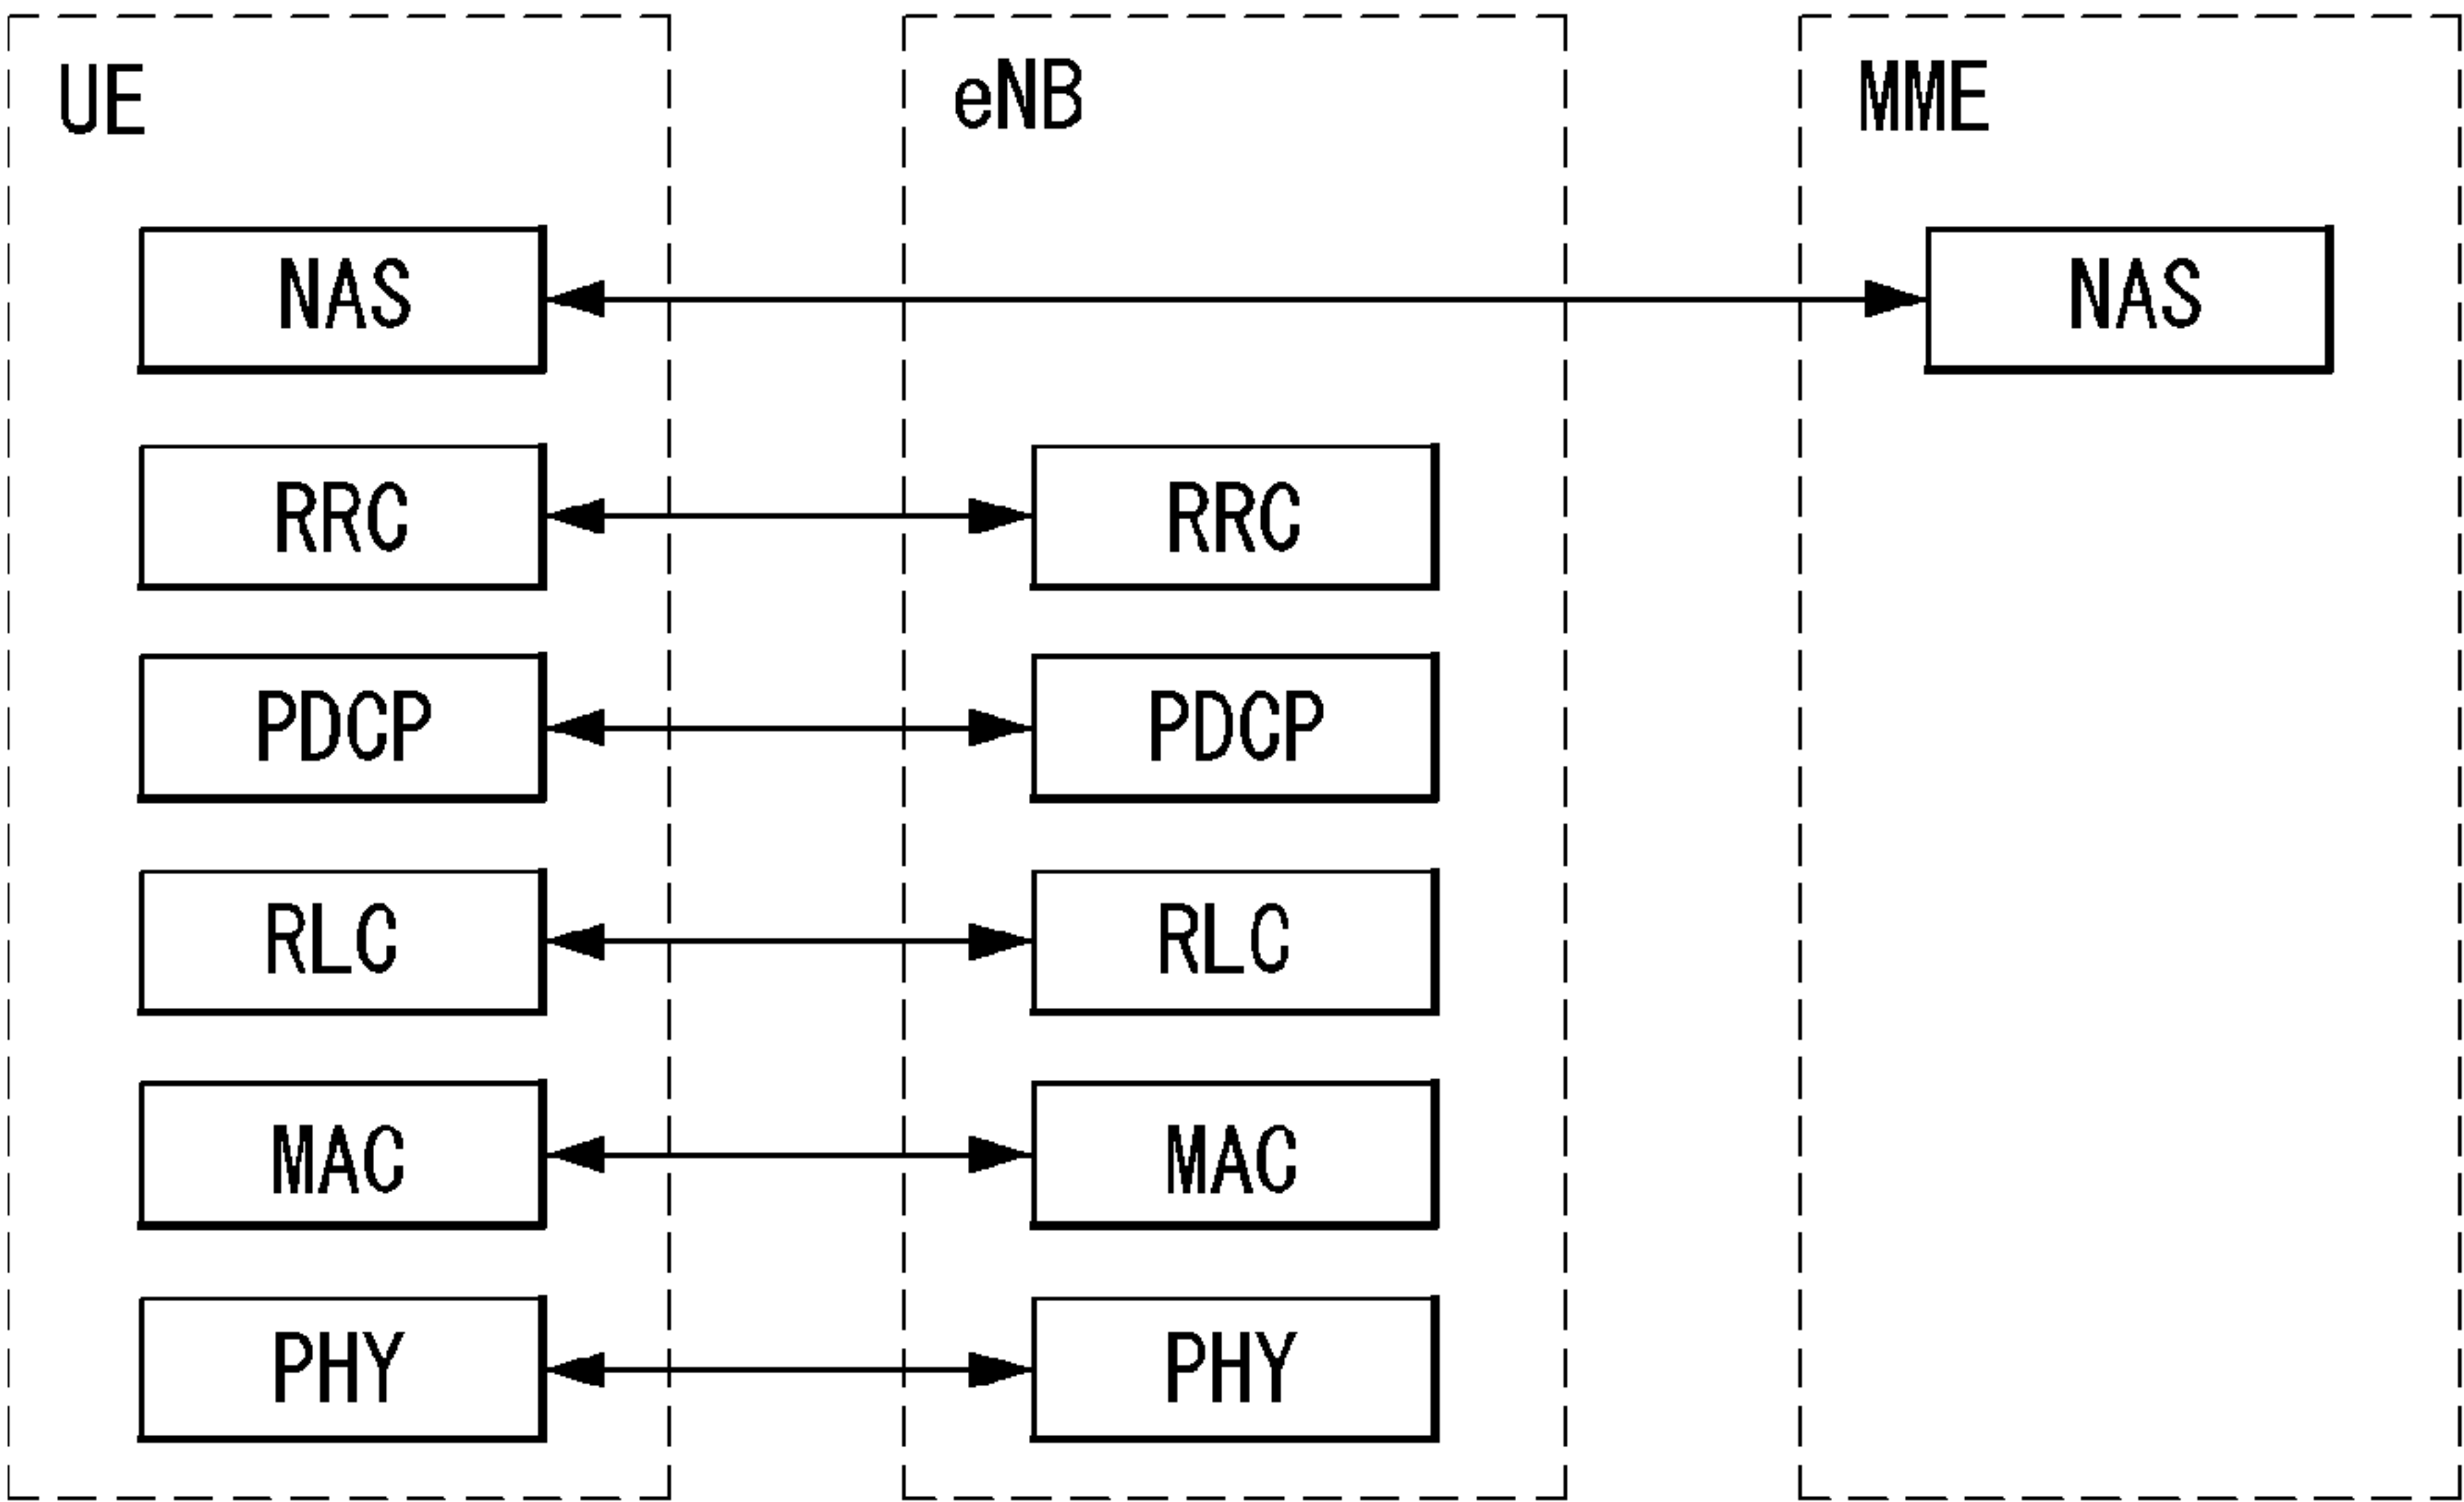 UE eNB MME
NAS NAS
RRC RRC
PDCP PDCP
RLC RLC
MAC MAC
PHY PHY